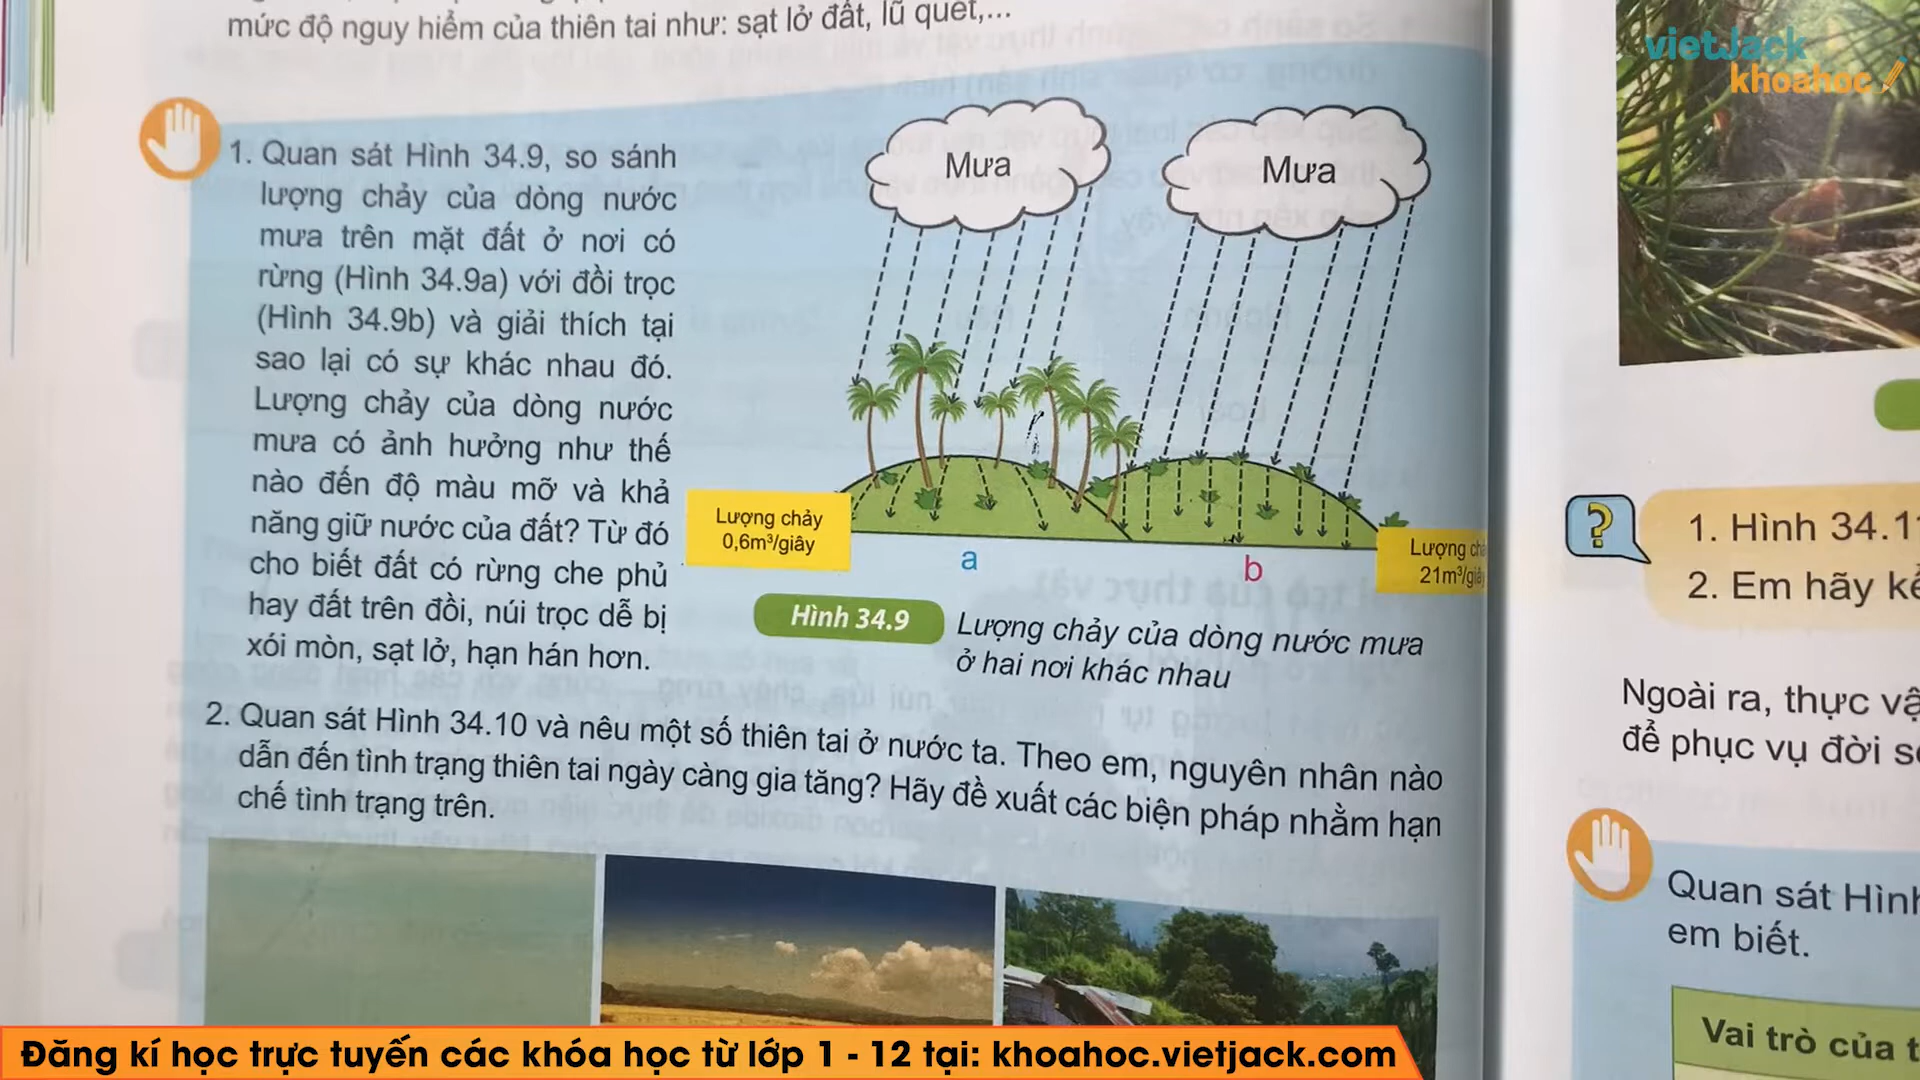 mức độ nguy hiểm của thiên tai như: sạt lở đất, lũ quét,...
vietJack
khoahoc
1. Quan sát Hình 34.9, so sánh
lượng chảy của dòng nước
mưa trên mặt đất ở nơi có
rừng (Hình 34.9a) với đồi trọc
(Hình 34.9b) và giải thích tại
sao lại có sự khác nhau đó.
Lượng chảy của dòng nước
mưa có ảnh hưởng như thế
nào đến độ màu mỡ và khả
năng giữ nước của đất? Từ đó
cho biết đất có rừng che phủ
hay đất trên đồi, núi trọc dễ bị
xói mòn, sạt lở, hạn hán hơn.
Mưa
Mưa
Lượng chảy
0,6m³/giây
a
b
Lượng
21m³/
Hình 34.9
Lượng chảy của dòng nước mưa
ở hai nơi khác nhau
2. Quan sát Hình 34.10 và nêu một số thiên tai ở nước ta. Theo em, nguyên nhân nào
dẫn đến tình trạng thiên tai ngày càng gia tăng? Hãy đề xuất các biện pháp nhằm hạn
chế tình trạng trên.
?
1. Hình
2. Em hãy
Ngoài ra, thực
để phục vụ đời
Quan sát
em biết.
Vai trò của
Đăng kí học trực tuyến các khóa học từ lớp 1 - 12 tại: khoahoc.vietjack.com